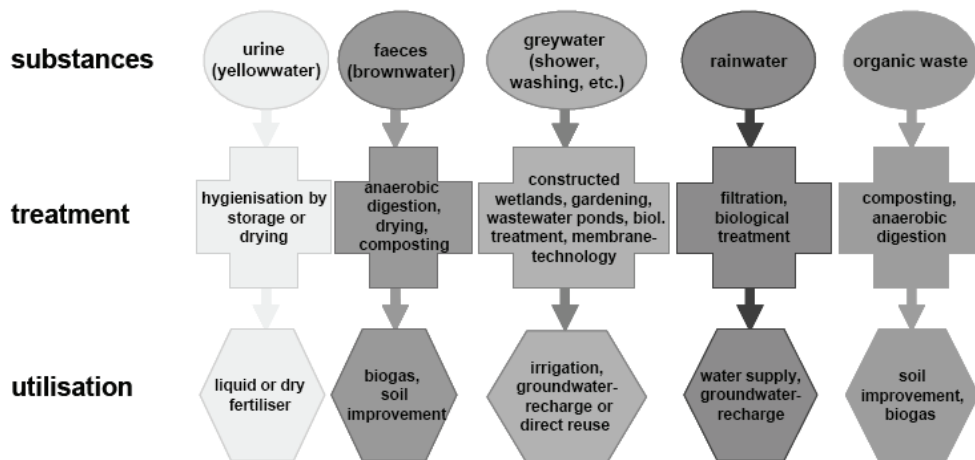 substances
urine
(yellowwater)
faeces
(brownwater)
greywater
(shower,
washing, etc.)
rainwater
organic waste
treatment
hygienisation by
storage or
drying
anaerobic
digestion,
drying,
composting
constructed
wetlands, gardening,
wastewater ponds, biol.
treatment, membrane-
technology
filtration,
biological
treatment
composting,
anaerobic
digestion
utilisation
liquid or dry
fertiliser
biogas,
soil
improvement
irrigation,
groundwater-
recharge or
direct reuse
water supply,
groundwater-
recharge
soil
improvement,
biogas